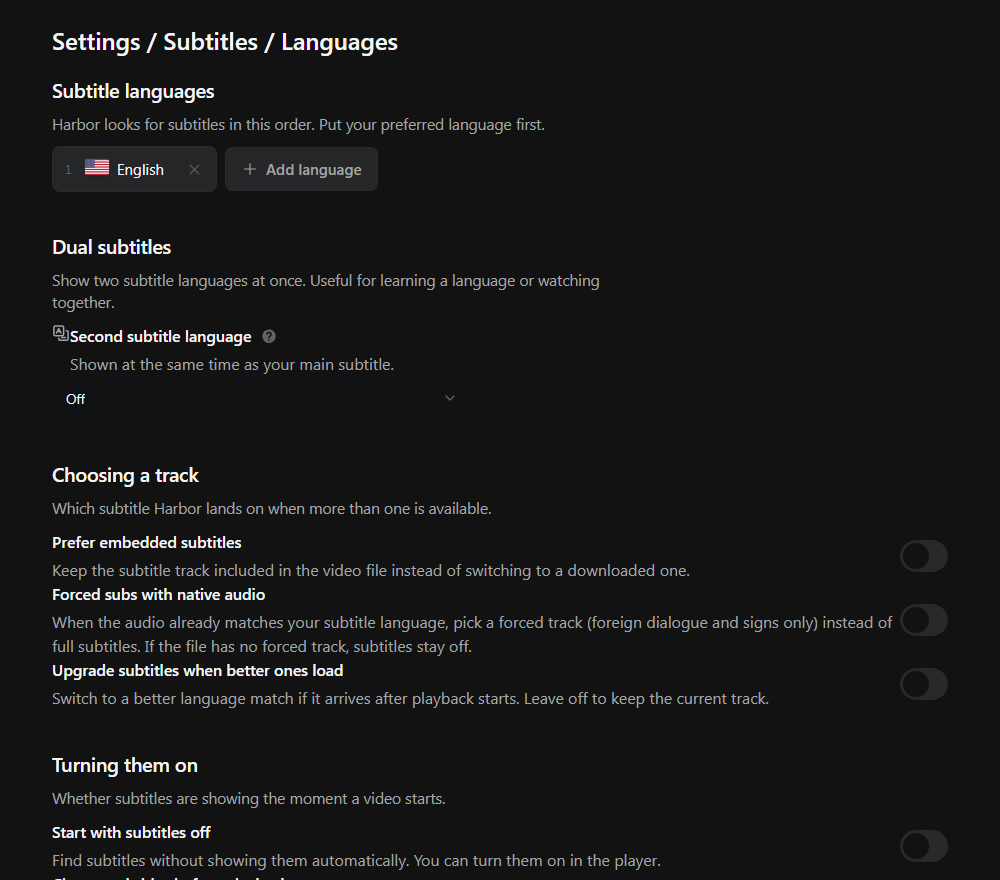 Settings / Subtitles / Languages
Subtitle languages
Harbor looks for subtitles in this order. Put your preferred language first.
1 English
Add language
Dual subtitles
Show two subtitle languages at once. Useful for learning a language or watching
together.
Second subtitle language
Shown at the same time as your main subtitle.
Off
Choosing a track
Which subtitle Harbor lands on when more than one is available.
Prefer embedded subtitles
Keep the subtitle track included in the video file instead of switching to a downloaded one.
Forced subs with native audio
When the audio already matches your subtitle language, pick a forced track (foreign dialogue and signs only) instead of
full subtitles. If the file has no forced track, subtitles stay off.
Upgrade subtitles when better ones load
Switch to a better language match if it arrives after playback starts. Leave off to keep the current track.
Turning them on
Whether subtitles are showing the moment a video starts.
Start with subtitles off
Find subtitles without showing them automatically. You can turn them on in the player.